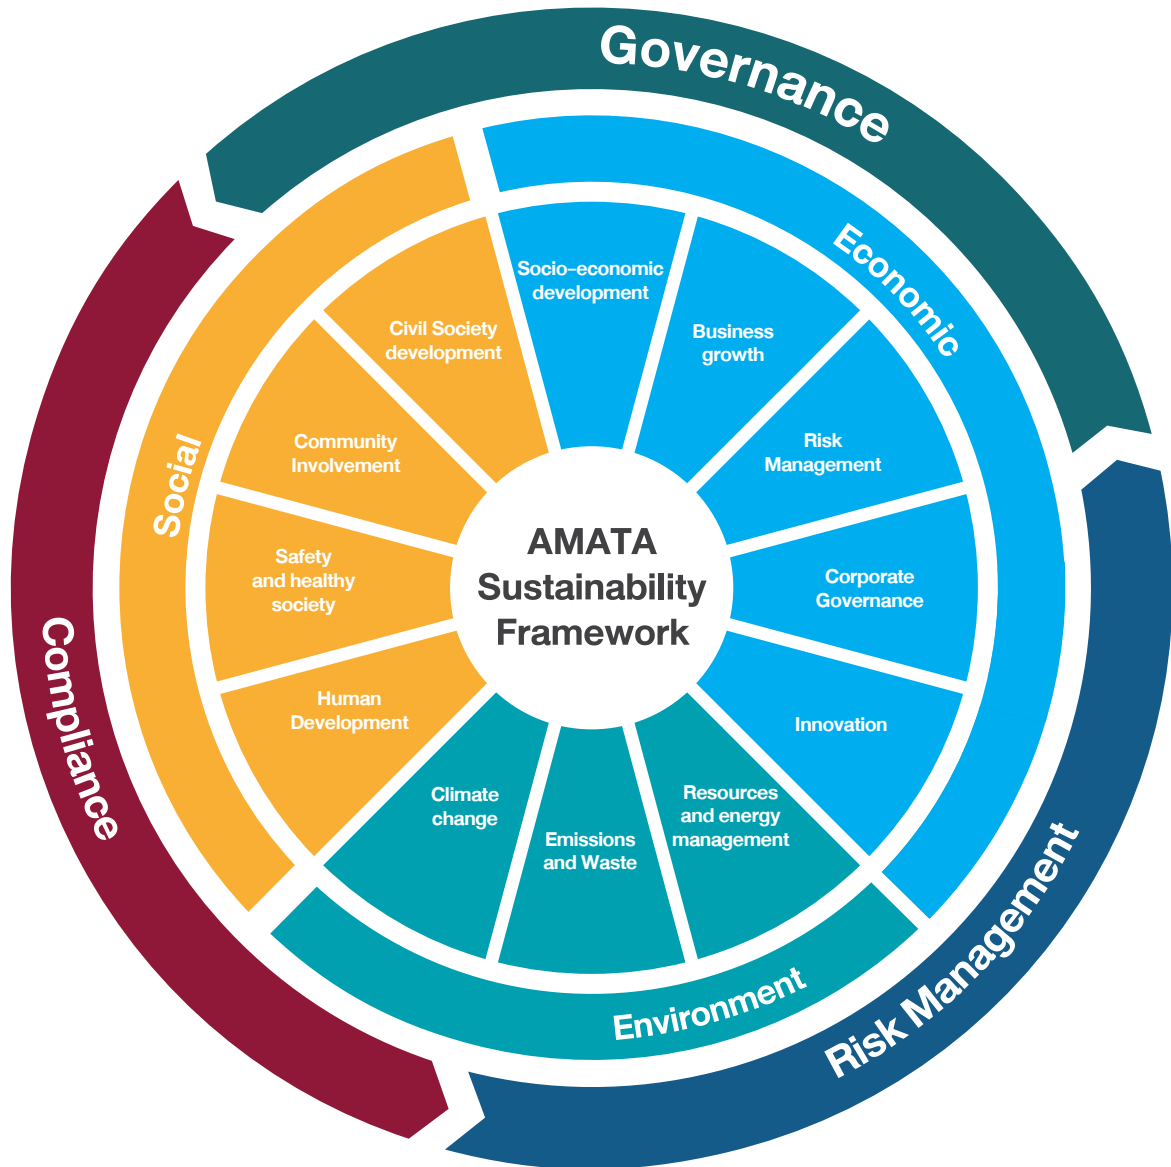 Governance
Economic
Socio-economic
development
Business
growth
Risk
Management
Corporate
Governance
Innovation
Risk Management
Environment
Resources
and energy
management
Emissions
and Waste
Climate
change
Compliance
Social
Human
Development
Safety
and healthy
society
Community
Involvement
Civil Society
development
AMATA
Sustainability
Framework